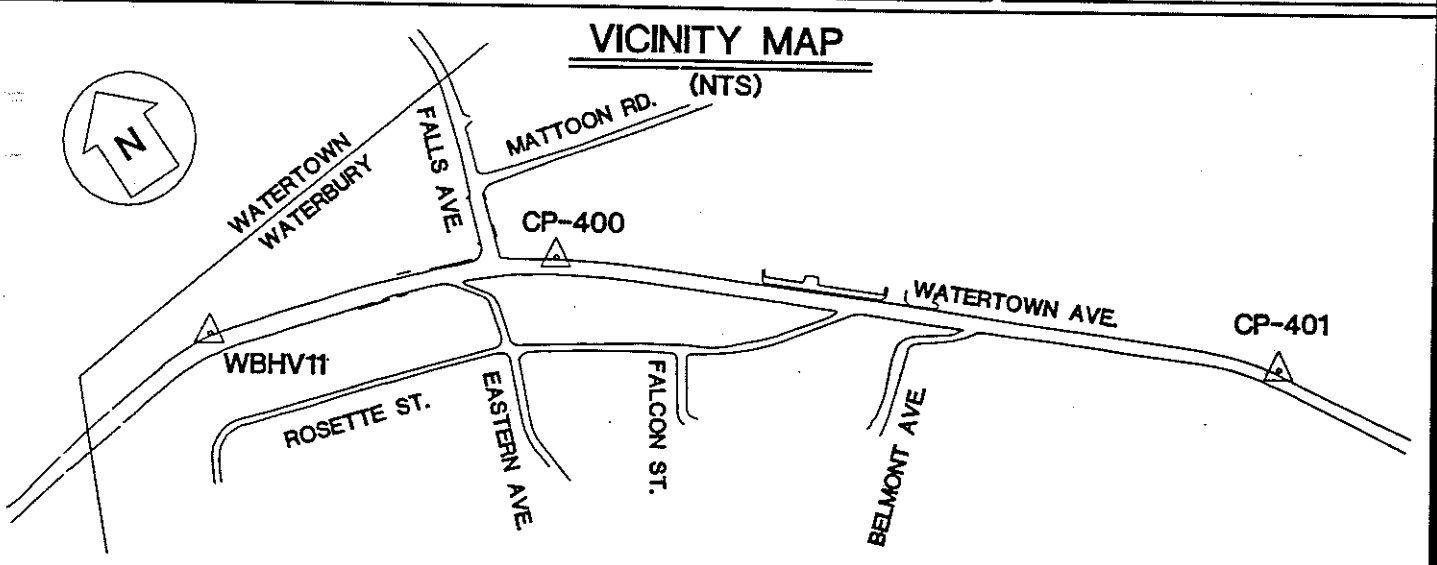 VICINITY MAP
(NTS)
N
WATERTOWN
WATERBURY
FALLS AVE.
MATTOON RD.
CP-400
WATERTOWN AVE.
CP-401
WBHV11
ROSETTE ST.
EASTERN AVE.
FALCON ST.
BELMONT AVE.